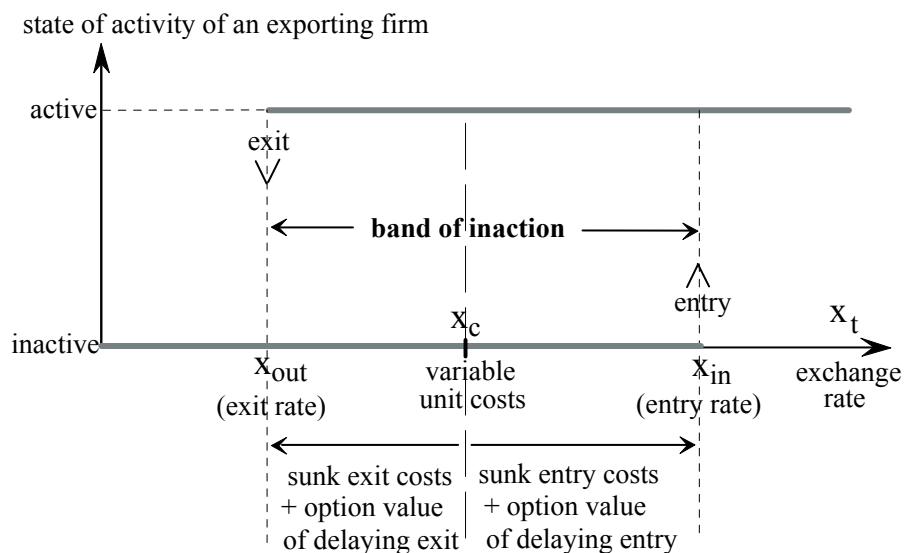 state of activity of an exporting firm
active
exit
band of inaction
entry
inactive
x_c
x_t
x_out
(exit rate)
variable
unit costs
x_in
(entry rate)
exchange
rate
sunk exit costs
+ option value
of delaying exit
sunk entry costs
+ option value
of delaying entry